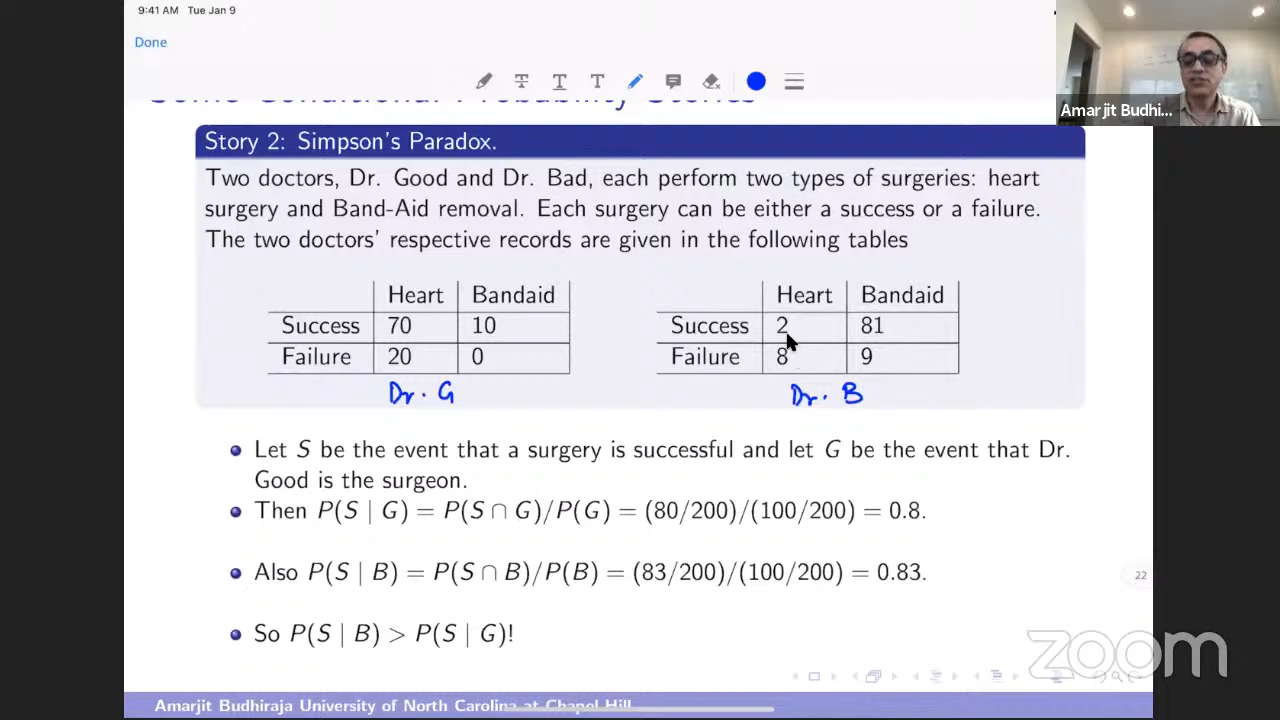 9:41 AM Tue Jan 9
Done
Amarjit Budhi...
Some Conditional Probability Stories
Story 2: Simpson's Paradox.
Two doctors, Dr. Good and Dr. Bad, each perform two types of surgeries: heart
surgery and Band-Aid removal. Each surgery can be either a success or a failure.
The two doctors' respective records are given in the following tables
Heart Bandaid
Success 70 10
Failure 20 0
Dr. G
Heart Bandaid
Success 2 81
Failure 8 9
Dr. B
Let S be the event that a surgery is successful and let G be the event that Dr.
Good is the surgeon.
Then P(S | G) = P(S ∩ G)/P(G) = (80/200)/(100/200) = 0.8.
Also P(S | B) = P(S ∩ B)/P(B) = (83/200)/(100/200) = 0.83.
22
So P(S | B) > P(S | G)!
zoom
Amarjit Budhiraja University of North Carolina at Chapel Hill